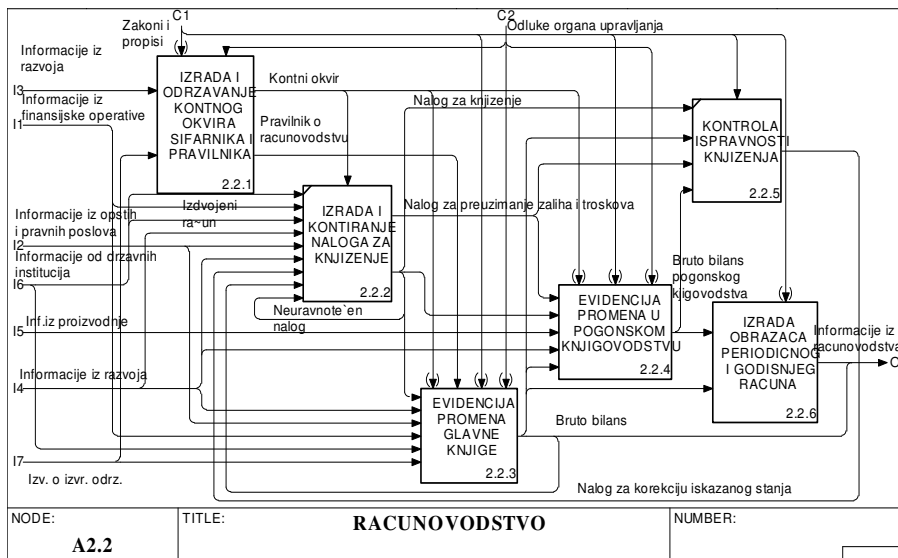 C1
C2
Zakoni i
propisi
Odluke organa upravljanja
Informacije iz
razvoja
I3
Informacije iz
finansijske operative
I1
IZRADA I
ODRZAVANJE
KONTNOG
OKVIRA
SIFARNIKA I
PRAVILNIKA
2.2.1
Kontni okvir
Pravilnik o
racunovodstvu
Nalog za knjizenje
KONTROLA
ISPRAVNOSTI
KNJIZENJA
2.2.5
Izdvojeni
ra~un
IZRADA I
KONTIRANJE
NALOGA ZA
KNJIZENJE
2.2.2
Nalog za preuzimanje zaliha i troskova
Informacije iz opstih
i pravnih poslova
I2
Informacije od drzavnih
institucija
I6
Neuravnote`en
nalog
Bruto bilans
pogonskog
kjigovodstva
EVIDENCIJA
PROMENA U
POGONSKOM
KNJIGOVODSTVU
2.2.4
IZRADA
OBRAZACA
PERIODICNOG
I GODISNJEG
RACUNA
2.2.6
Informacije iz
racunovodstva
Inf.iz proizvodnje
I5
Informacije iz razvoja
I4
EVIDENCIJA
PROMENA
GLAVNE
KNJIGE
2.2.3
Bruto bilans
I7
Izv. o izvr. odrz.
Nalog za korekciju iskazanog stanja
NODE:
A2.2
TITLE:
RACUNOVODSTVO
NUMBER: